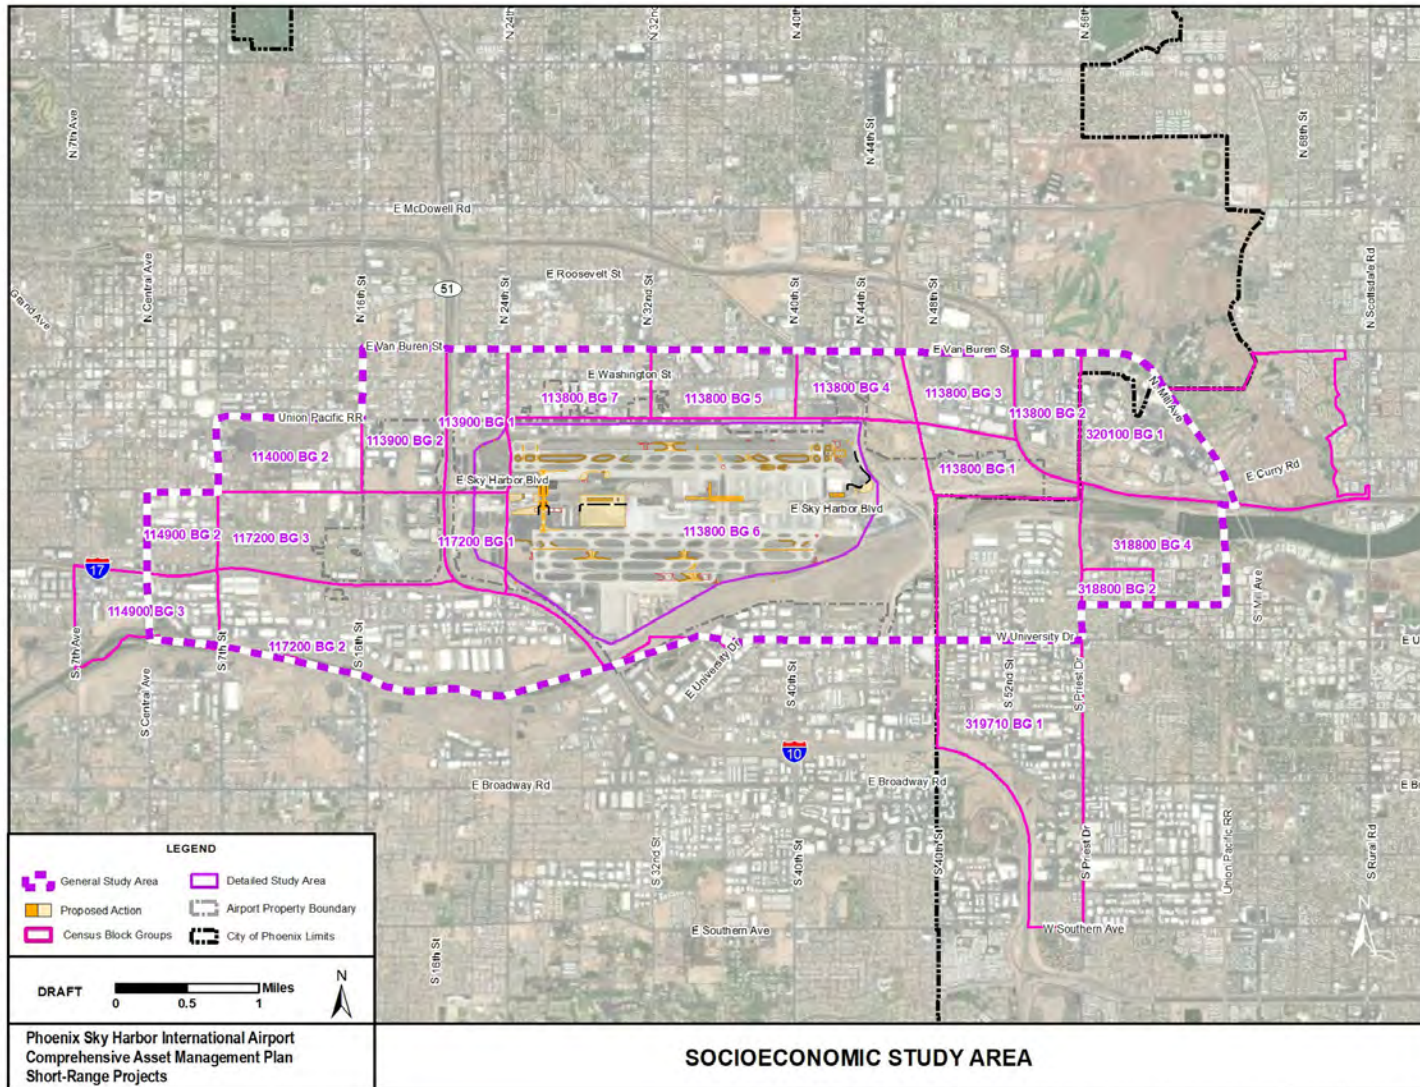 N 24th
N 32nd
N 40th
N 56th
N 7th Ave
N 44th St
N 68th St
E McDowell Rd
N Central Ave
N 16th St
51
N 24th St
E Roosevelt St
N 32nd St
N 40th St
N 44th St
N 48th St
N Scottsdale Rd
Grand Ave
E Van Buren St
E Van Buren St
E Washington St
113800 BG 7
113800 BG 5
113800 BG 4
113800 BG 3
N Mill Ave
Union Pacific RR
113900 BG 1
113800 BG 2
113900 BG 2
320100 BG 1
114000 BG 2
113800 BG 1
E Curry Rd
E Sky Harbor Blvd
E Sky Harbor Blvd
114900 BG 2
117200 BG 3
117200 BG 1
113800 BG 6
318800 BG 4
17
318800 BG 2
114900 BG 3
S Mill Ave
S 7th Ave
S Central Ave
S 7th St
117200 BG 2
S 16th St
E University Dr
W University Dr
E U
S 40th St
S 52nd St
S Priest Dr
319710 BG 1
10
E Broadway Rd
E Broadway Rd
E Br
S 32nd St
S 40th St
S 40th St
S Priest Dr
Union Pacific RR
S Rural Rd
E Southern Ave
W Southern Ave
S 16th St
N
LEGEND
General Study Area
Detailed Study Area
Proposed Action
Airport Property Boundary
Census Block Groups
City of Phoenix Limits
DRAFT
Miles
0 0.5 1
N
Phoenix Sky Harbor International Airport
Comprehensive Asset Management Plan
Short-Range Projects
SOCIOECONOMIC STUDY AREA